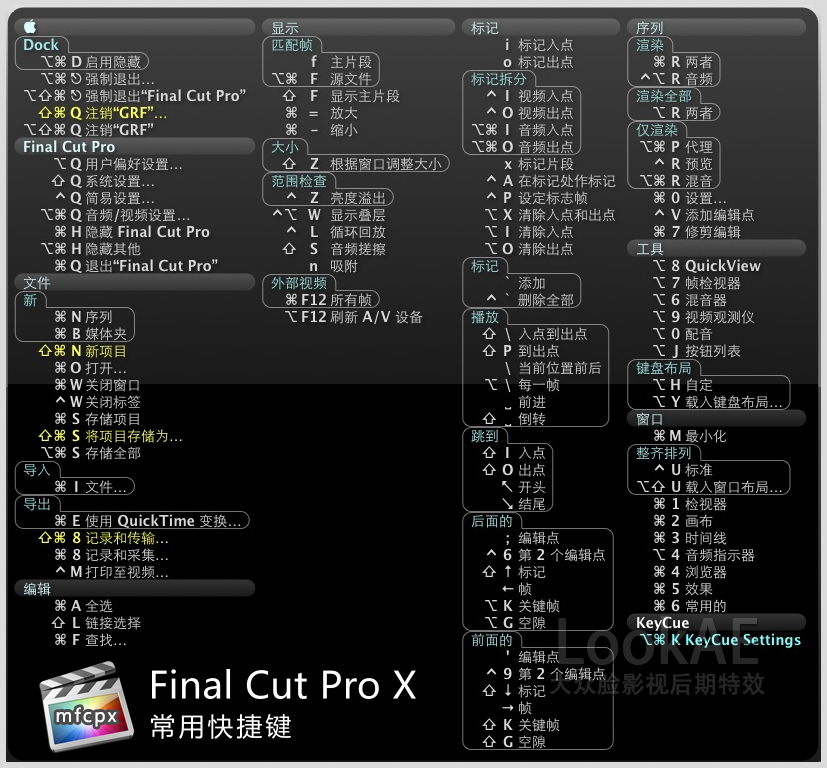 Dock
⌥⌘ D 启用隐藏
⌥⌘ ⎋ 强制退出...
⌥⇧⌘ ⎋ 强制退出“Final Cut Pro”
⇧⌘ Q 注销“GRF”...
⌥⇧⌘ Q 注销“GRF”
Final Cut Pro
⌥ Q 用户偏好设置...
⇧ Q 系统设置...
^ Q 简易设置...
⌥⌘ Q 音频/视频设置...
⌘ H 隐藏 Final Cut Pro
⌥⌘ H 隐藏其他
⌘ Q 退出“Final Cut Pro”
文件
新
⌘ N 序列
⌘ B 媒体夹
⇧⌘ N 新项目
⌘ O 打开...
⌘ W 关闭窗口
^ W 关闭标签
⌘ S 存储项目
⇧⌘ S 将项目存储为...
⌥⌘ S 存储全部
导入
⌘ I 文件...
导出
⌘ E 使用 QuickTime 变换...
⇧⌘ 8 记录和传输...
⌘ 8 记录和采集...
^ M 打印至视频...
编辑
⌘ A 全选
⇧ L 链接选择
⌘ F 查找...
显示
匹配帧
f 主片段
⌥⌘ F 源文件
⇧ F 显示主片段
⌘ = 放大
⌘ - 缩小
大小
⇧ Z 根据窗口调整大小
范围检查
^ Z 亮度溢出
^⌥ W 显示叠层
^ L 循环回放
⇧ S 音频搓擦
n 吸附
外部视频
⌘ F12 所有帧
⌥ F12 刷新 A/V 设备
标记
i 标记入点
o 标记出点
标记拆分
^ I 视频入点
^ O 视频出点
⌥⌘ I 音频入点
⌥⌘ O 音频出点
x 标记片段
^ A 在标记处作标记
^ P 设定标志帧
⌥ X 清除入点和出点
⌥ I 清除入点
⌥ O 清除出点
标记
` 添加
^ ` 删除全部
播放
⇧ \ 入点到出点
⇧ P 到出点
\ 当前位置前后
⌥ \ 每一帧
⎵ 前进
⇧ ⎵ 倒转
跳到
⇧ I 入点
⇧ O 出点
↖ 开头
↘ 结尾
后面的
; 编辑点
^ 6 第 2 个编辑点
⇧ ↑ 标记
← 帧
⌥ K 关键帧
⌥ G 空隙
前面的
' 编辑点
^ 9 第 2 个编辑点
⇧ ↓ 标记
→ 帧
⇧ K 关键帧
⇧ G 空隙
序列
渲染
⌘ R 两者
^⌥ R 音频
渲染全部
⌥ R 两者
仅渲染
⌥⌘ P 代理
^ R 预览
⌥⌘ R 混音
⌘ 0 设置...
^ V 添加编辑点
⌘ 7 修剪编辑
工具
⌥ 8 QuickView
⌥ 7 帧检视器
⌥ 6 混音器
⌥ 9 视频观测仪
⌥ 0 配音
⌥ J 按钮列表
键盘布局
⌥ H 自定
⌥ Y 载入键盘布局...
窗口
⌘ M 最小化
整齐排列
^ U 标准
⌥⇧ U 载入窗口布局...
⌘ 1 检视器
⌘ 2 画布
⌘ 3 时间线
⌥ 4 音频指示器
⌘ 4 浏览器
⌘ 5 效果
⌘ 6 常用的
KeyCue
⌥⌘ K KeyCue Settings
LookAE
大众脸影视后期特效
mfcpx
Final Cut Pro X
常用快捷键